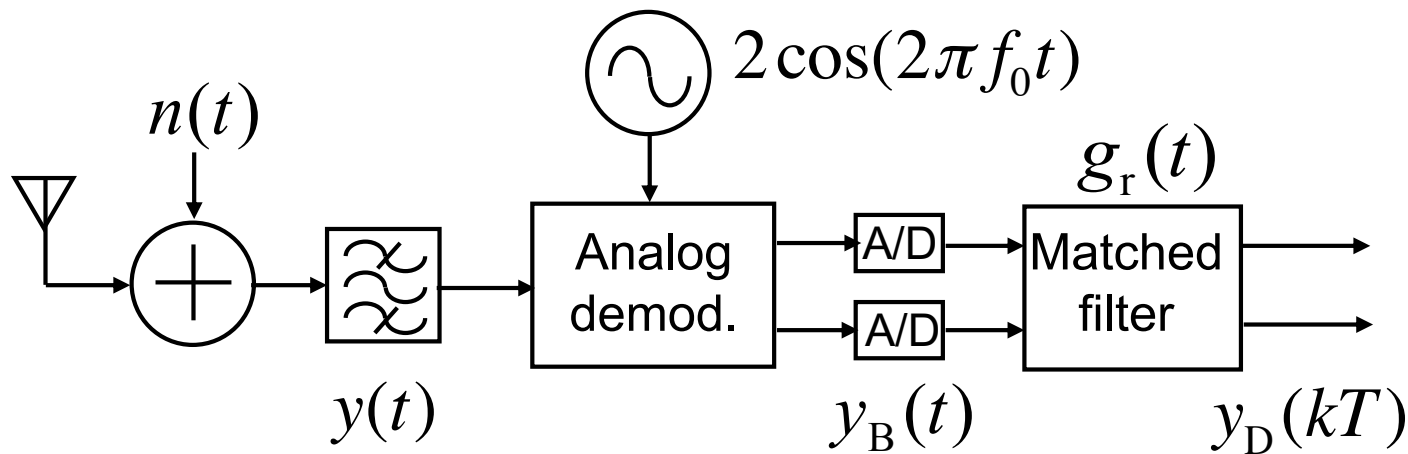 2cos(2πf₀t)
n(t)
g_r(t)
Analog
demod.
A/D
A/D
Matched
filter
y(t)
y_B(t)
y_D(kT)